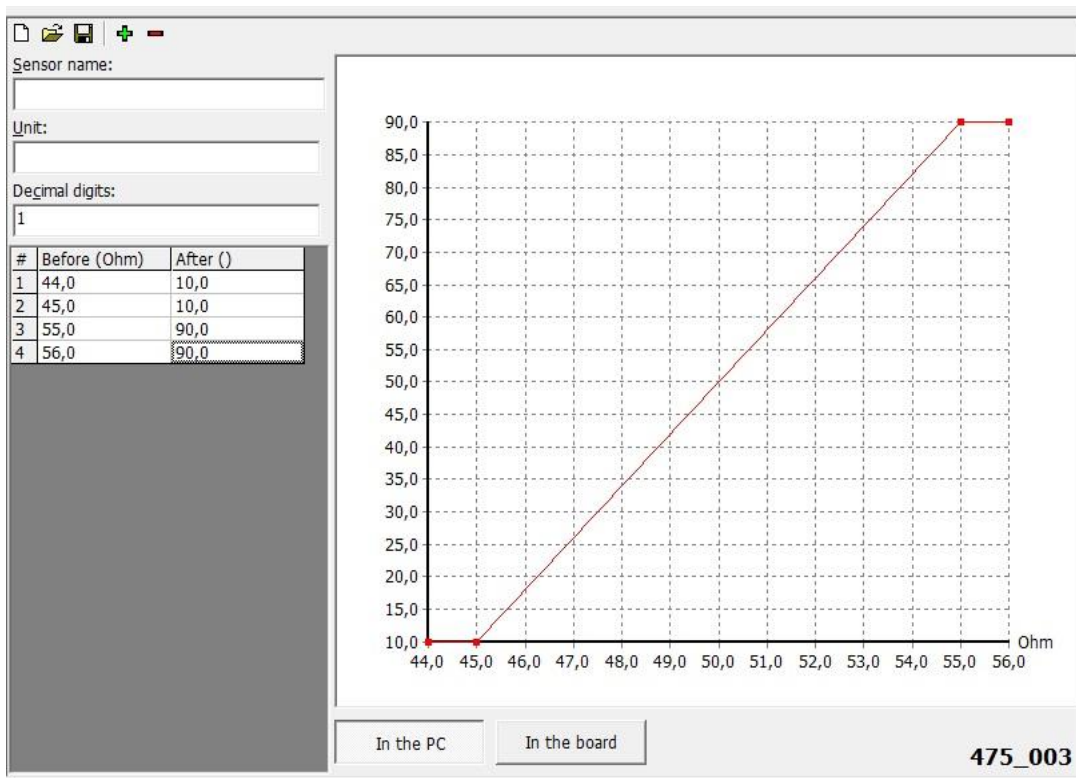 Sensor name:
Unit:
Decimal digits:
1
# Before (Ohm) After ()
1 44,0 10,0
2 45,0 10,0
3 55,0 90,0
4 56,0 90,0
90,0
85,0
80,0
75,0
70,0
65,0
60,0
55,0
50,0
45,0
40,0
35,0
30,0
25,0
20,0
15,0
10,0
Ohm
44,0 45,0 46,0 47,0 48,0 49,0 50,0 51,0 52,0 53,0 54,0 55,0 56,0
In the PC In the board
475_003